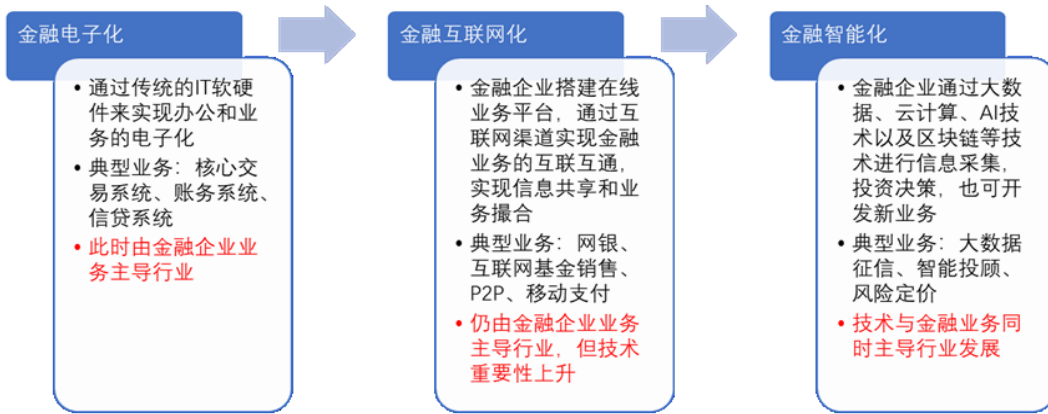 金融电子化
• 通过传统的IT软硬
件来实现办公和业
务的电子化
• 典型业务：核心交
易系统、账务系统、
信贷系统
• 此时由金融企业业
务主导行业
金融互联网化
• 金融企业搭建在线
业务平台，通过互
联网渠道实现金融
业务的互联互通，
实现信息共享和业
务撮合
• 典型业务：网银、
互联网基金销售、
P2P、移动支付
• 仍由金融企业业务
主导行业，但技术
重要性上升
金融智能化
• 金融企业通过大数
据、云计算、AI技
术以及区块链等技
术进行信息采集，
投资决策，也可开
发新业务
• 典型业务：大数据
征信、智能投顾、
风险定价
• 技术与金融业务同
时主导行业发展